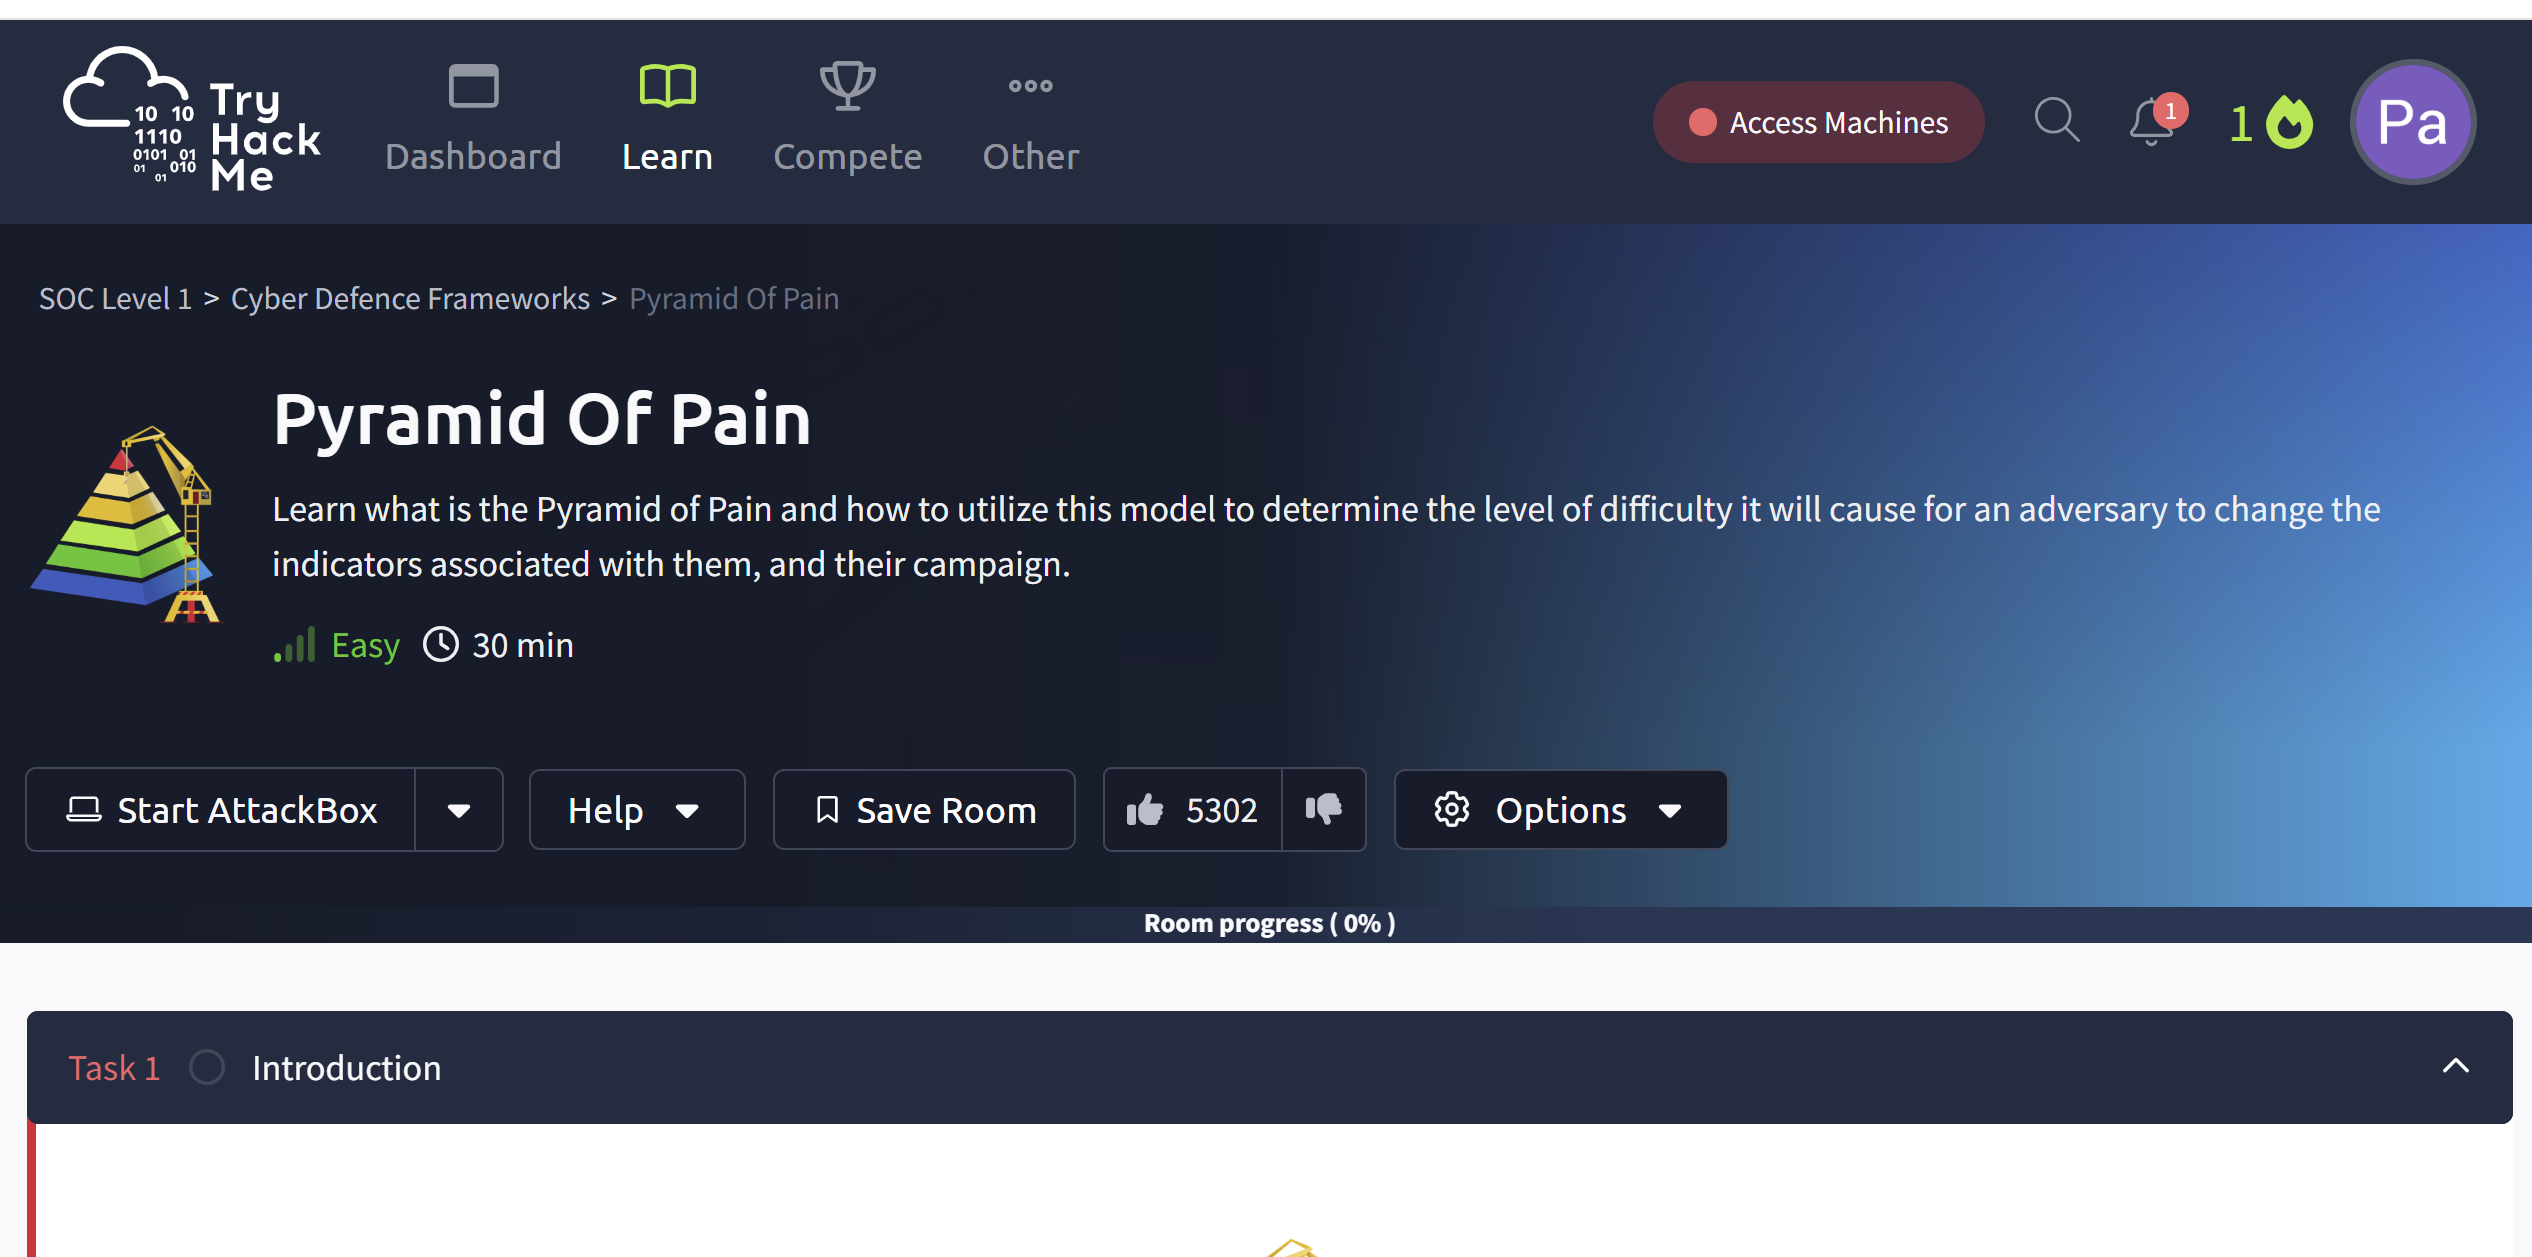 Try
Hack
Me
10 10
1110
0101 01
01 010
01
Dashboard
Learn
Compete
Other
Access Machines
1
1
Pa
SOC Level 1 > Cyber Defence Frameworks > Pyramid Of Pain
Pyramid Of Pain
Learn what is the Pyramid of Pain and how to utilize this model to determine the level of difficulty it will cause for an adversary to change the
indicators associated with them, and their campaign.
Easy 30 min
Start AttackBox
Help
Save Room
5302
Options
Room progress ( 0% )
Task 1 Introduction